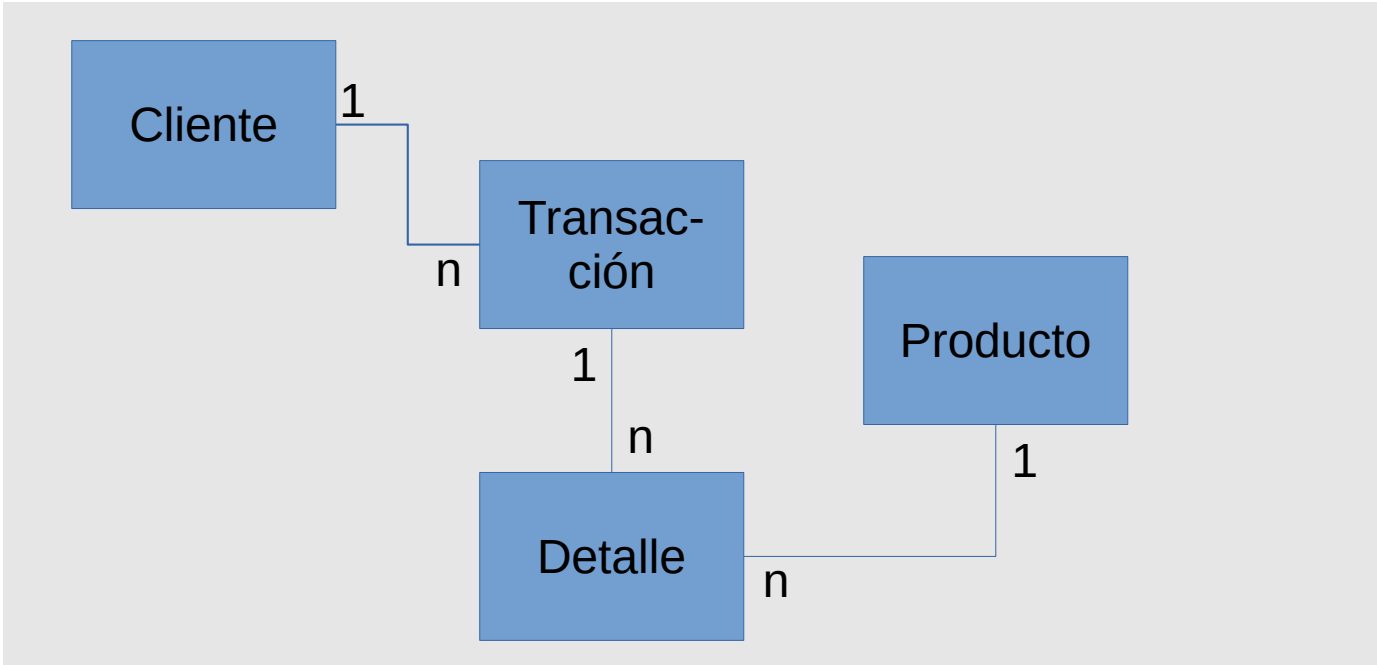 Cliente
1
n
Transac-
ción
1
n
Producto
1
Detalle
n